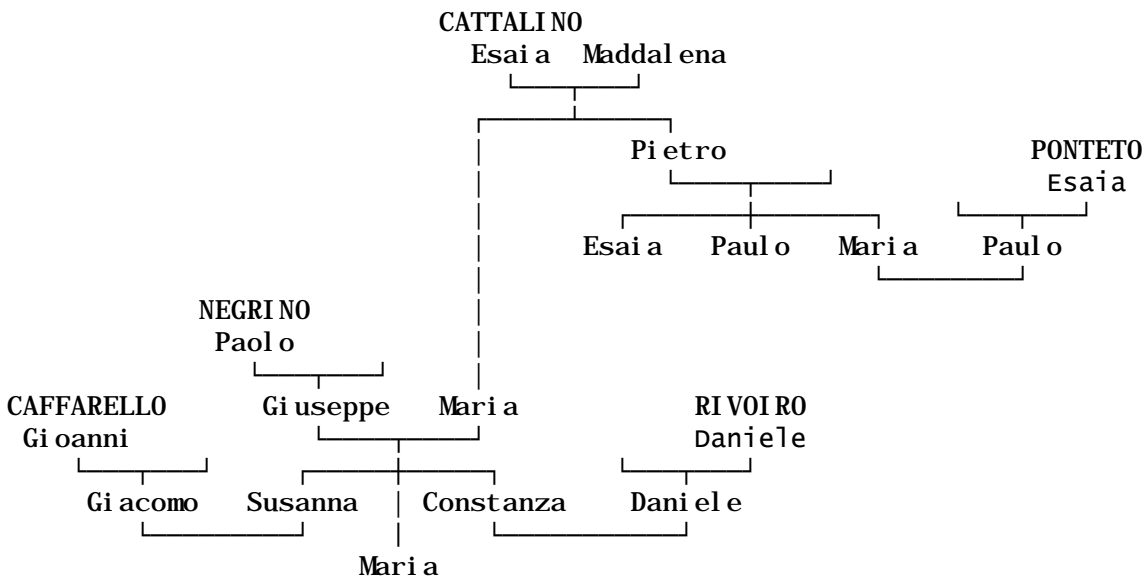 CATTALINO
Esaia Maddalena
Pietro PONTETO
Esaia
Esaia Paulo Maria Paulo
NEGRINO
Paolo
CAFFARELLO Giuseppe Maria RIVOIRO
Gioanni Daniele
Giacomo Susanna Constanza Daniele
Maria